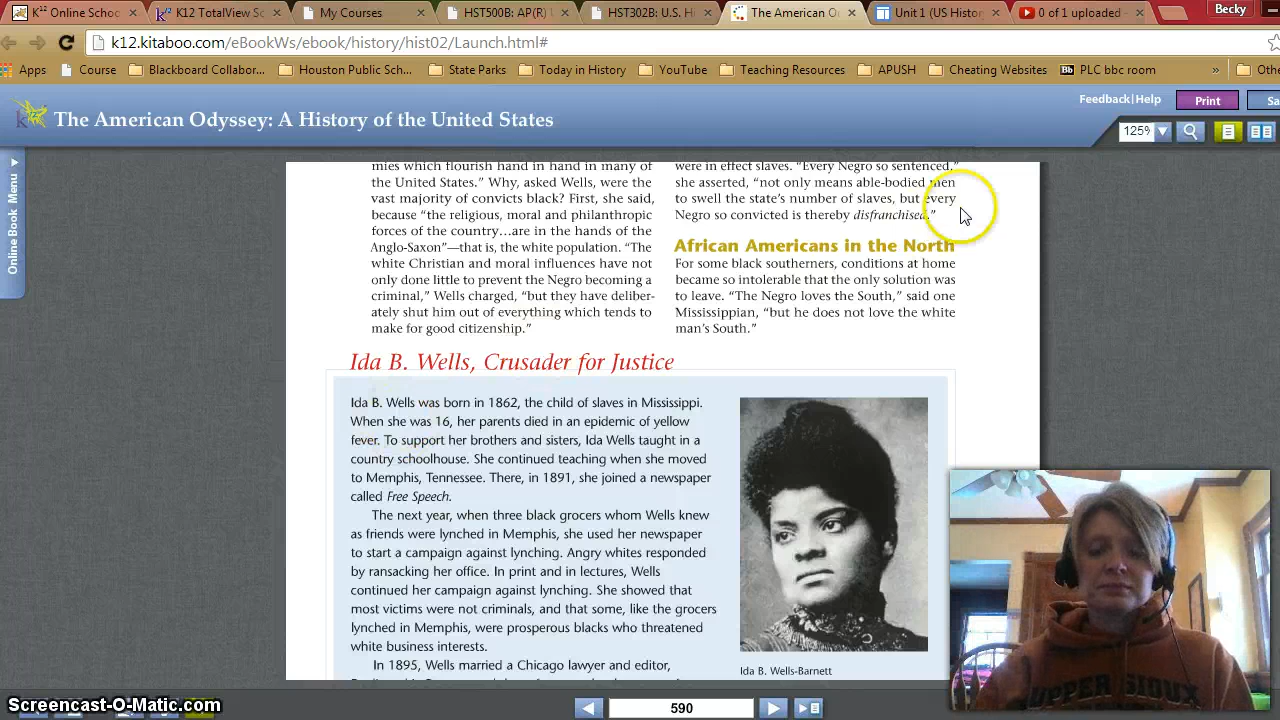 K¹² Online Schoo
K12 TotalView Sc
My Courses
HST500B: AP(R) U
HST302B: U.S. Hi
The American Od
Unit 1 (US Histor
0 of 1 uploaded -
Becky
k12.kitaboo.com/eBookWs/ebook/history/hist02/Launch.html#
Apps
Course
Blackboard Collabor...
Houston Public Sch...
State Parks
Today in History
YouTube
Teaching Resources
APUSH
Cheating Websites
Bb PLC bbc room
»
Othe
The American Odyssey: A History of the United States
Feedback|Help
Print
Sa
125%
Online Book Menu
mies which flourish hand in hand in many of
the United States.” Why, asked Wells, were the
vast majority of convicts black? First, she said,
because “the religious, moral and philanthropic
forces of the country…are in the hands of the
Anglo-Saxon”—that is, the white population. “The
white Christian and moral influences have not
only done little to prevent the Negro becoming a
criminal,” Wells charged, “but they have deliber-
ately shut him out of everything which tends to
make for good citizenship.”
were in effect slaves. “Every Negro so sentenced,”
she asserted, “not only means able-bodied men
to swell the state’s number of slaves, but every
Negro so convicted is thereby disfranchised.”
African Americans in the North
For some black southerners, conditions at home
became so intolerable that the only solution was
to leave. “The Negro loves the South,” said one
Mississippian, “but he does not love the white
man’s South.”
Ida B. Wells, Crusader for Justice
Ida B. Wells was born in 1862, the child of slaves in Mississippi.
When she was 16, her parents died in an epidemic of yellow
fever. To support her brothers and sisters, Ida Wells taught in a
country schoolhouse. She continued teaching when she moved
to Memphis, Tennessee. There, in 1891, she joined a newspaper
called Free Speech.
The next year, when three black grocers whom Wells knew
as friends were lynched in Memphis, she used her newspaper
to start a campaign against lynching. Angry whites responded
by ransacking her office. In print and in lectures, Wells
continued her campaign against lynching. She showed that
most victims were not criminals, and that some, like the grocers
lynched in Memphis, were prosperous blacks who threatened
white business interests.
In 1895, Wells married a Chicago lawyer and editor,
Ida B. Wells-Barnett
UPPER SIOUX
Screencast-O-Matic.com
590